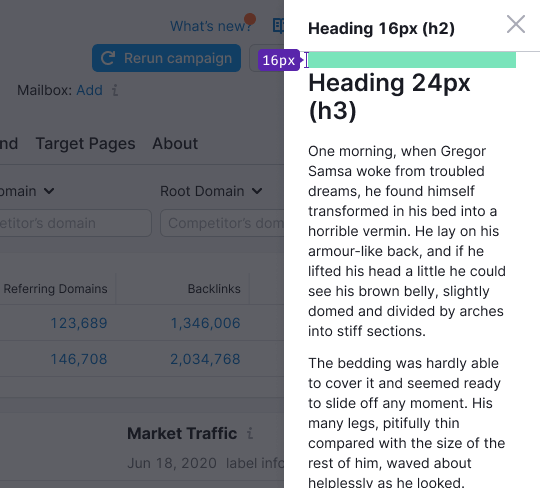 What's new?
Rerun campaign
Mailbox: Add
Target Pages About
Root Domain
Competitor's domain
Referring Domains Backlinks
123,689 1,346,006
146,708 2,034,768
Market Traffic
Jun 18, 2020 label info
Heading 16px (h2)
16px
Heading 24px
(h3)
One morning, when Gregor
Samsa woke from troubled
dreams, he found himself
transformed in his bed into a
horrible vermin. He lay on his
armour-like back, and if he
lifted his head a little he could
see his brown belly, slightly
domed and divided by arches
into stiff sections.
The bedding was hardly able
to cover it and seemed ready
to slide off any moment. His
many legs, pitifully thin
compared with the size of the
rest of him, waved about
helplessly as he looked.